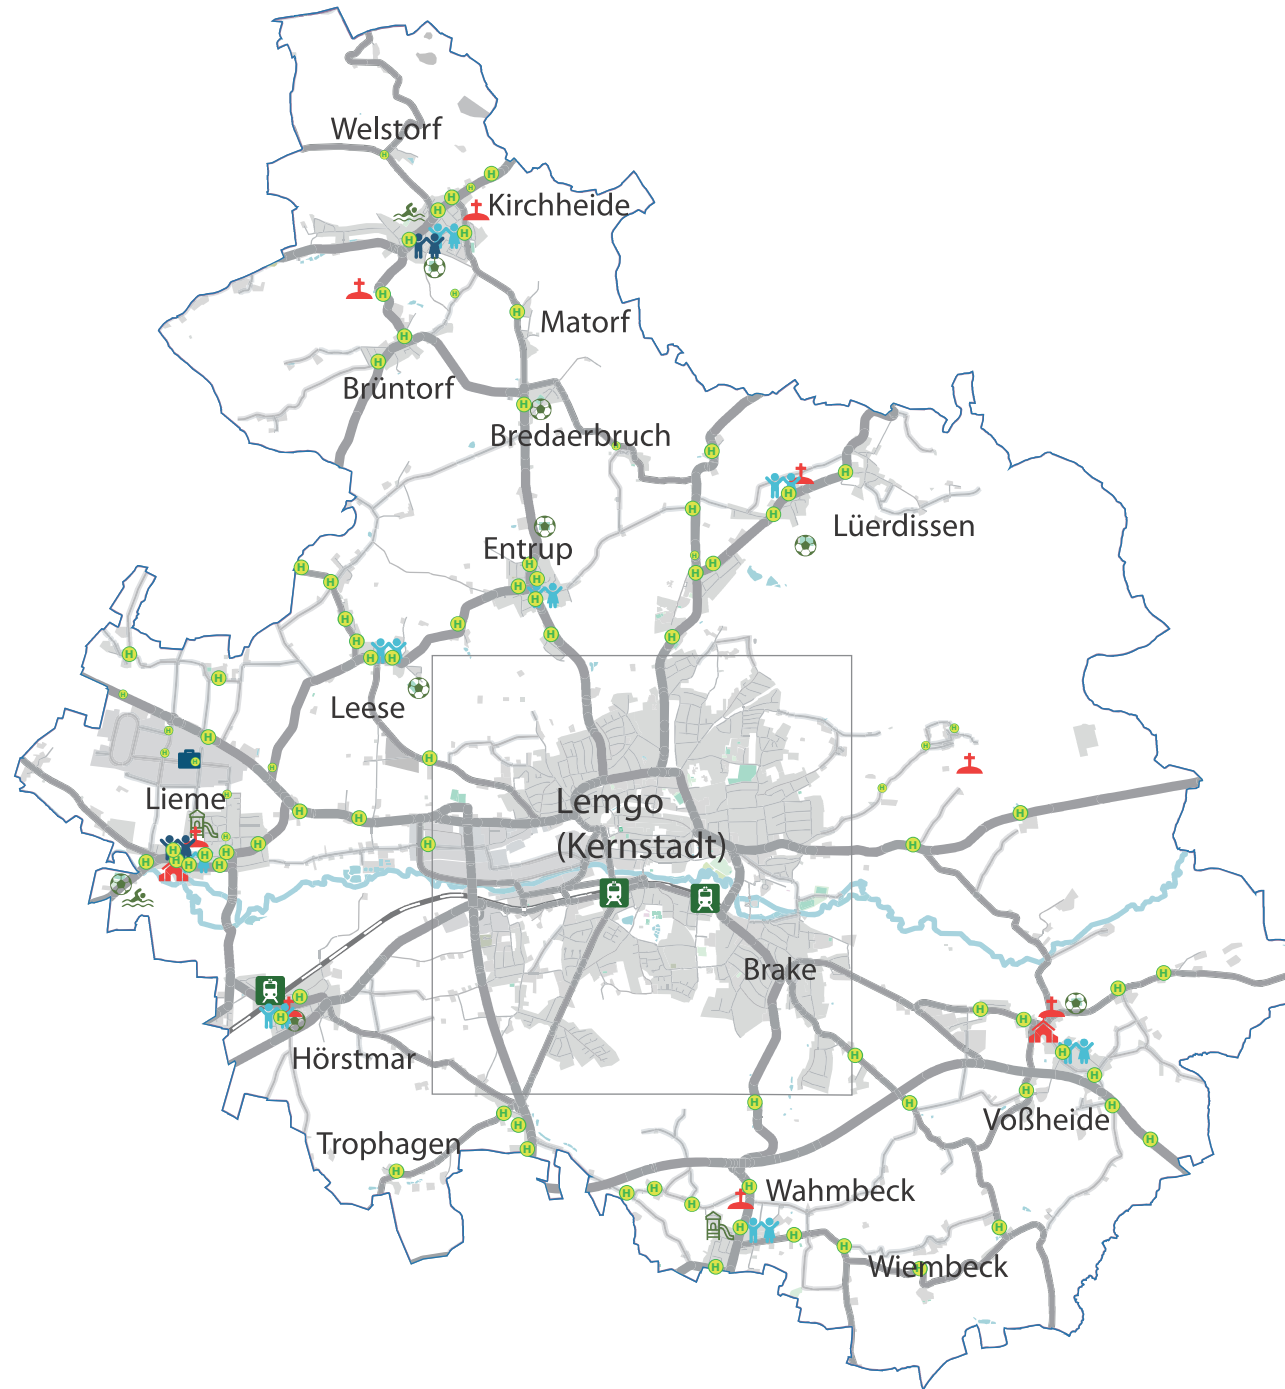 Welstorf
Kirchheide
Matorf
Brüntorf
Bredaerbruch
Lüerdissen
Entrup
Leese
Lieme
Lemgo
(Kernstadt)
Brake
Hörstmar
Voßheide
Trophagen
Wahmbeck
Wiembeck